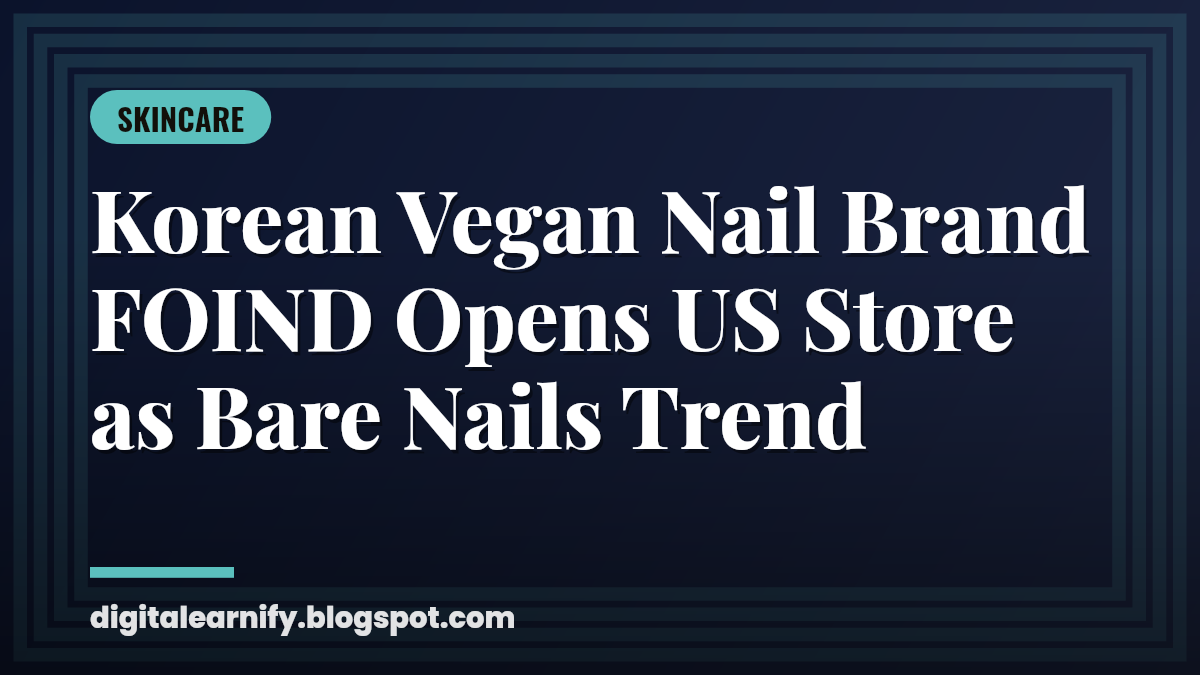 SKINCARE
Korean Vegan Nail Brand
FOIND Opens US Store
as Bare Nails Trend
digitalearnify.blogspot.com